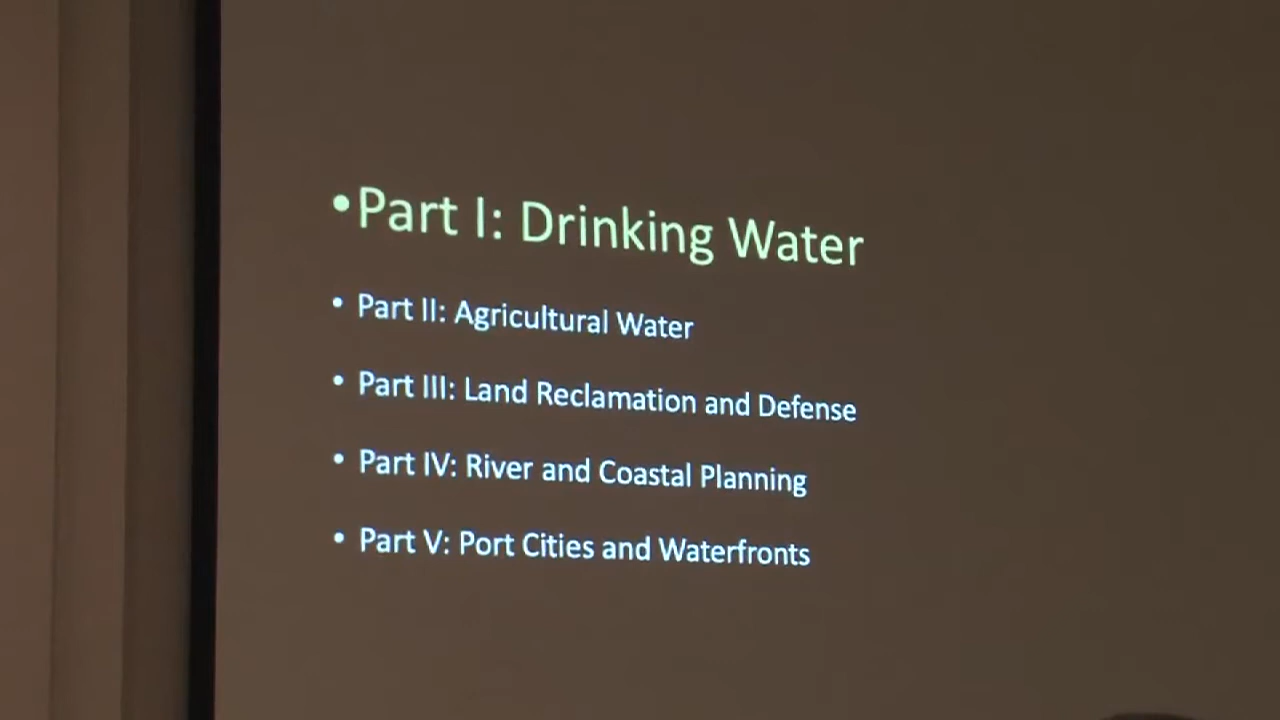 •Part I: Drinking Water
• Part II: Agricultural Water
• Part III: Land Reclamation and Defense
• Part IV: River and Coastal Planning
• Part V: Port Cities and Waterfronts